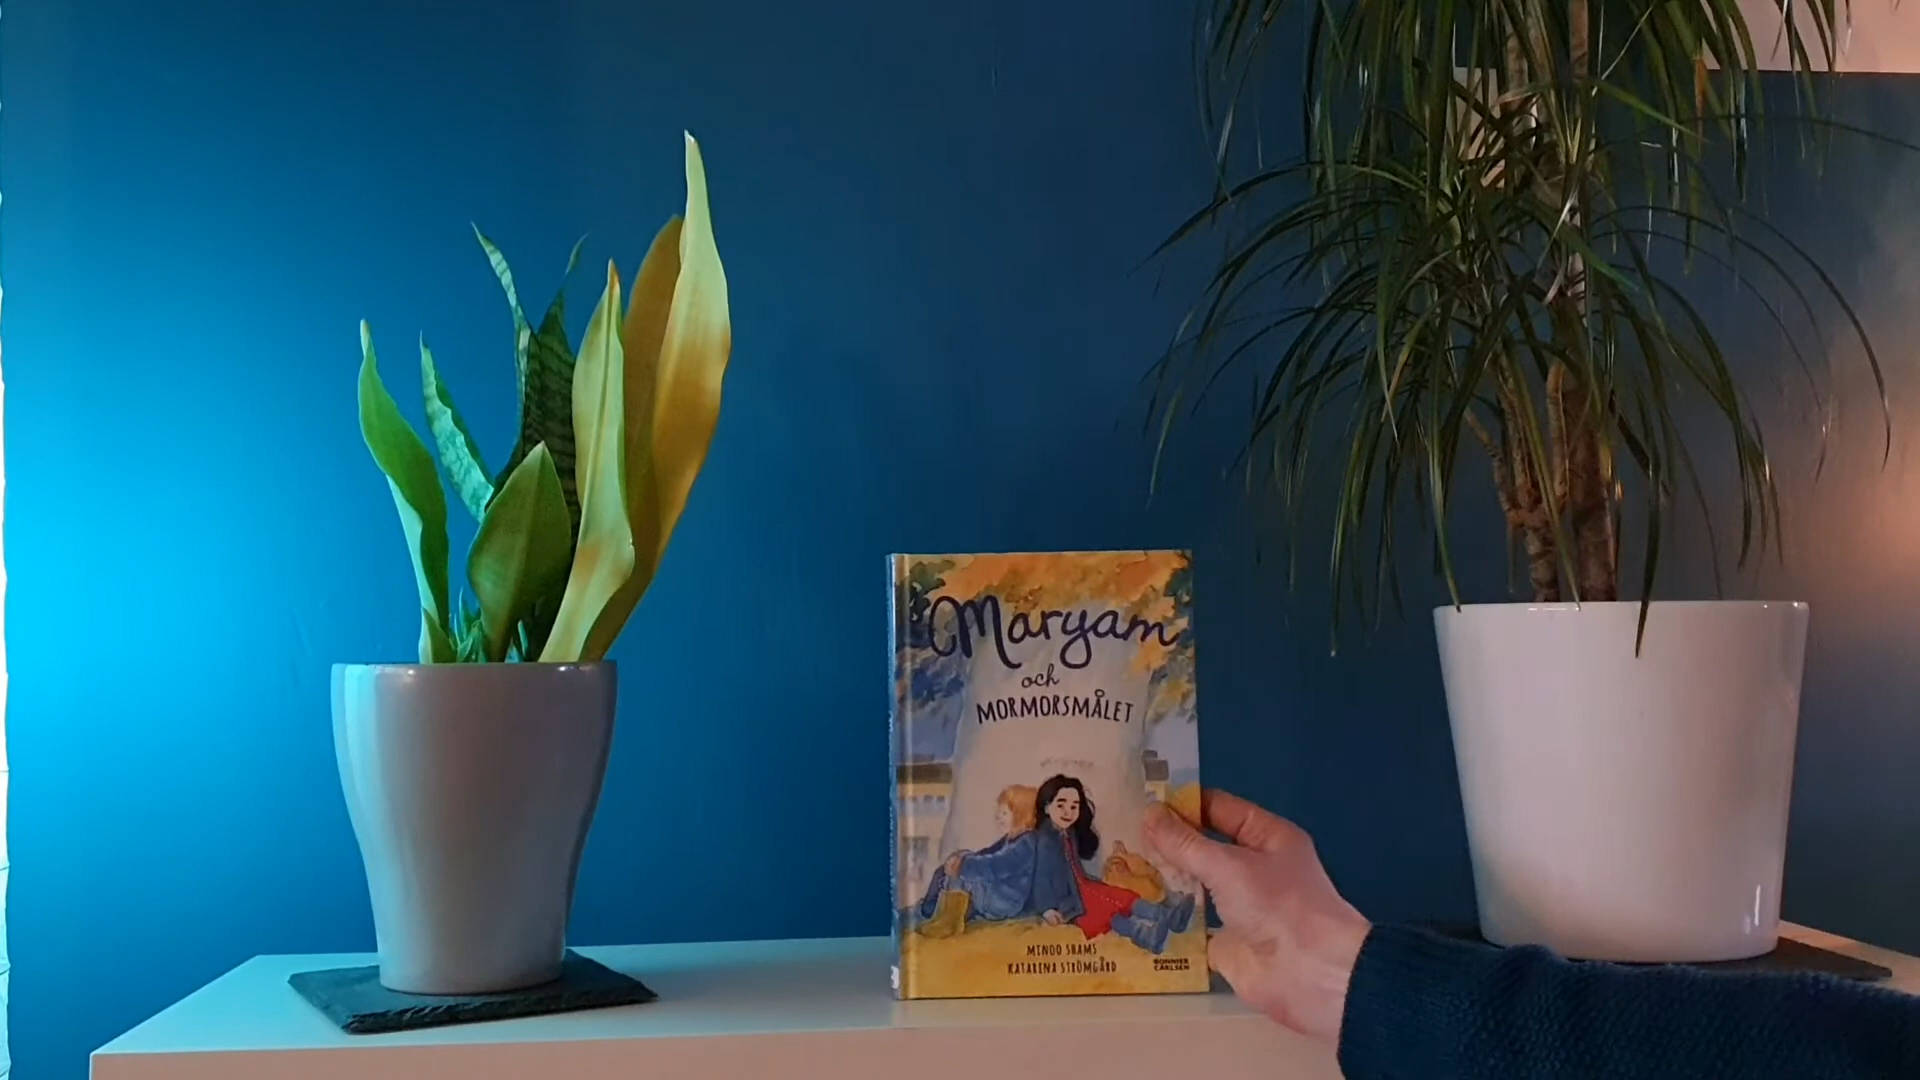 Maryam
och
MORMORSMÅLET
MINOO SHAMS
KATARINA STRÖMGÅRD
BONNIER
CARLSEN